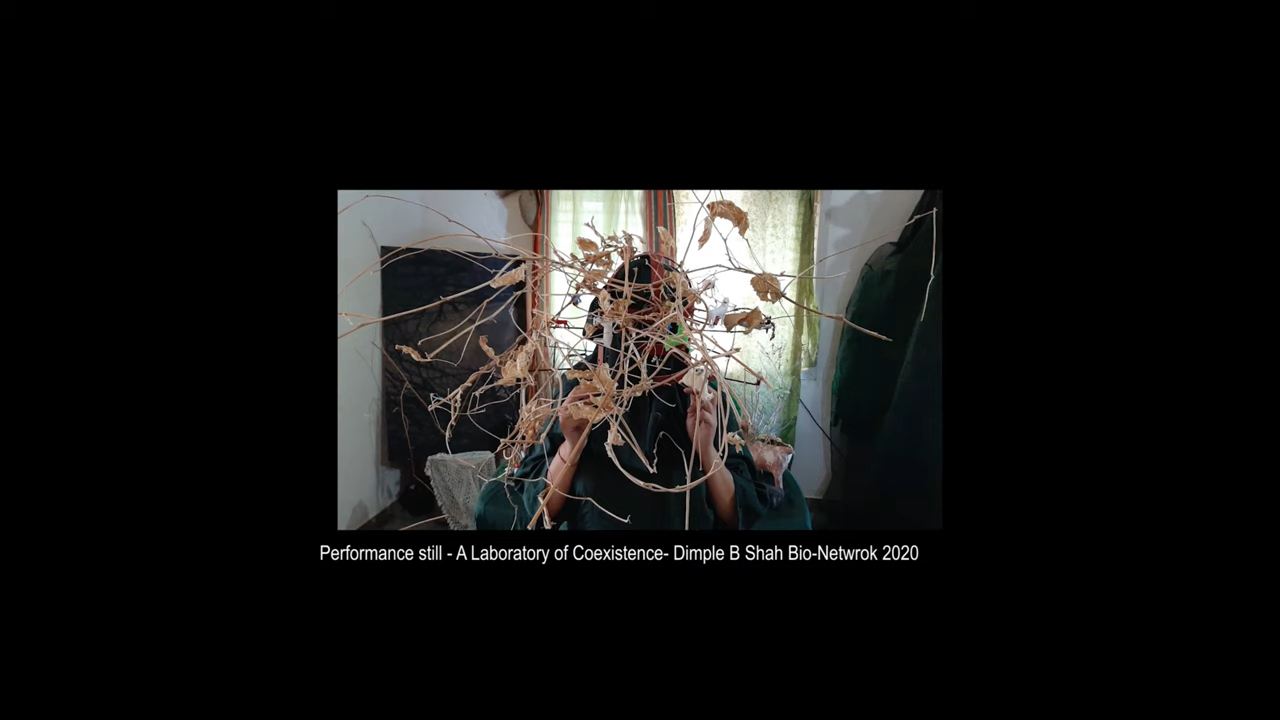 Performance still - A Laboratory of Coexistence- Dimple B Shah Bio-Netwrok 2020